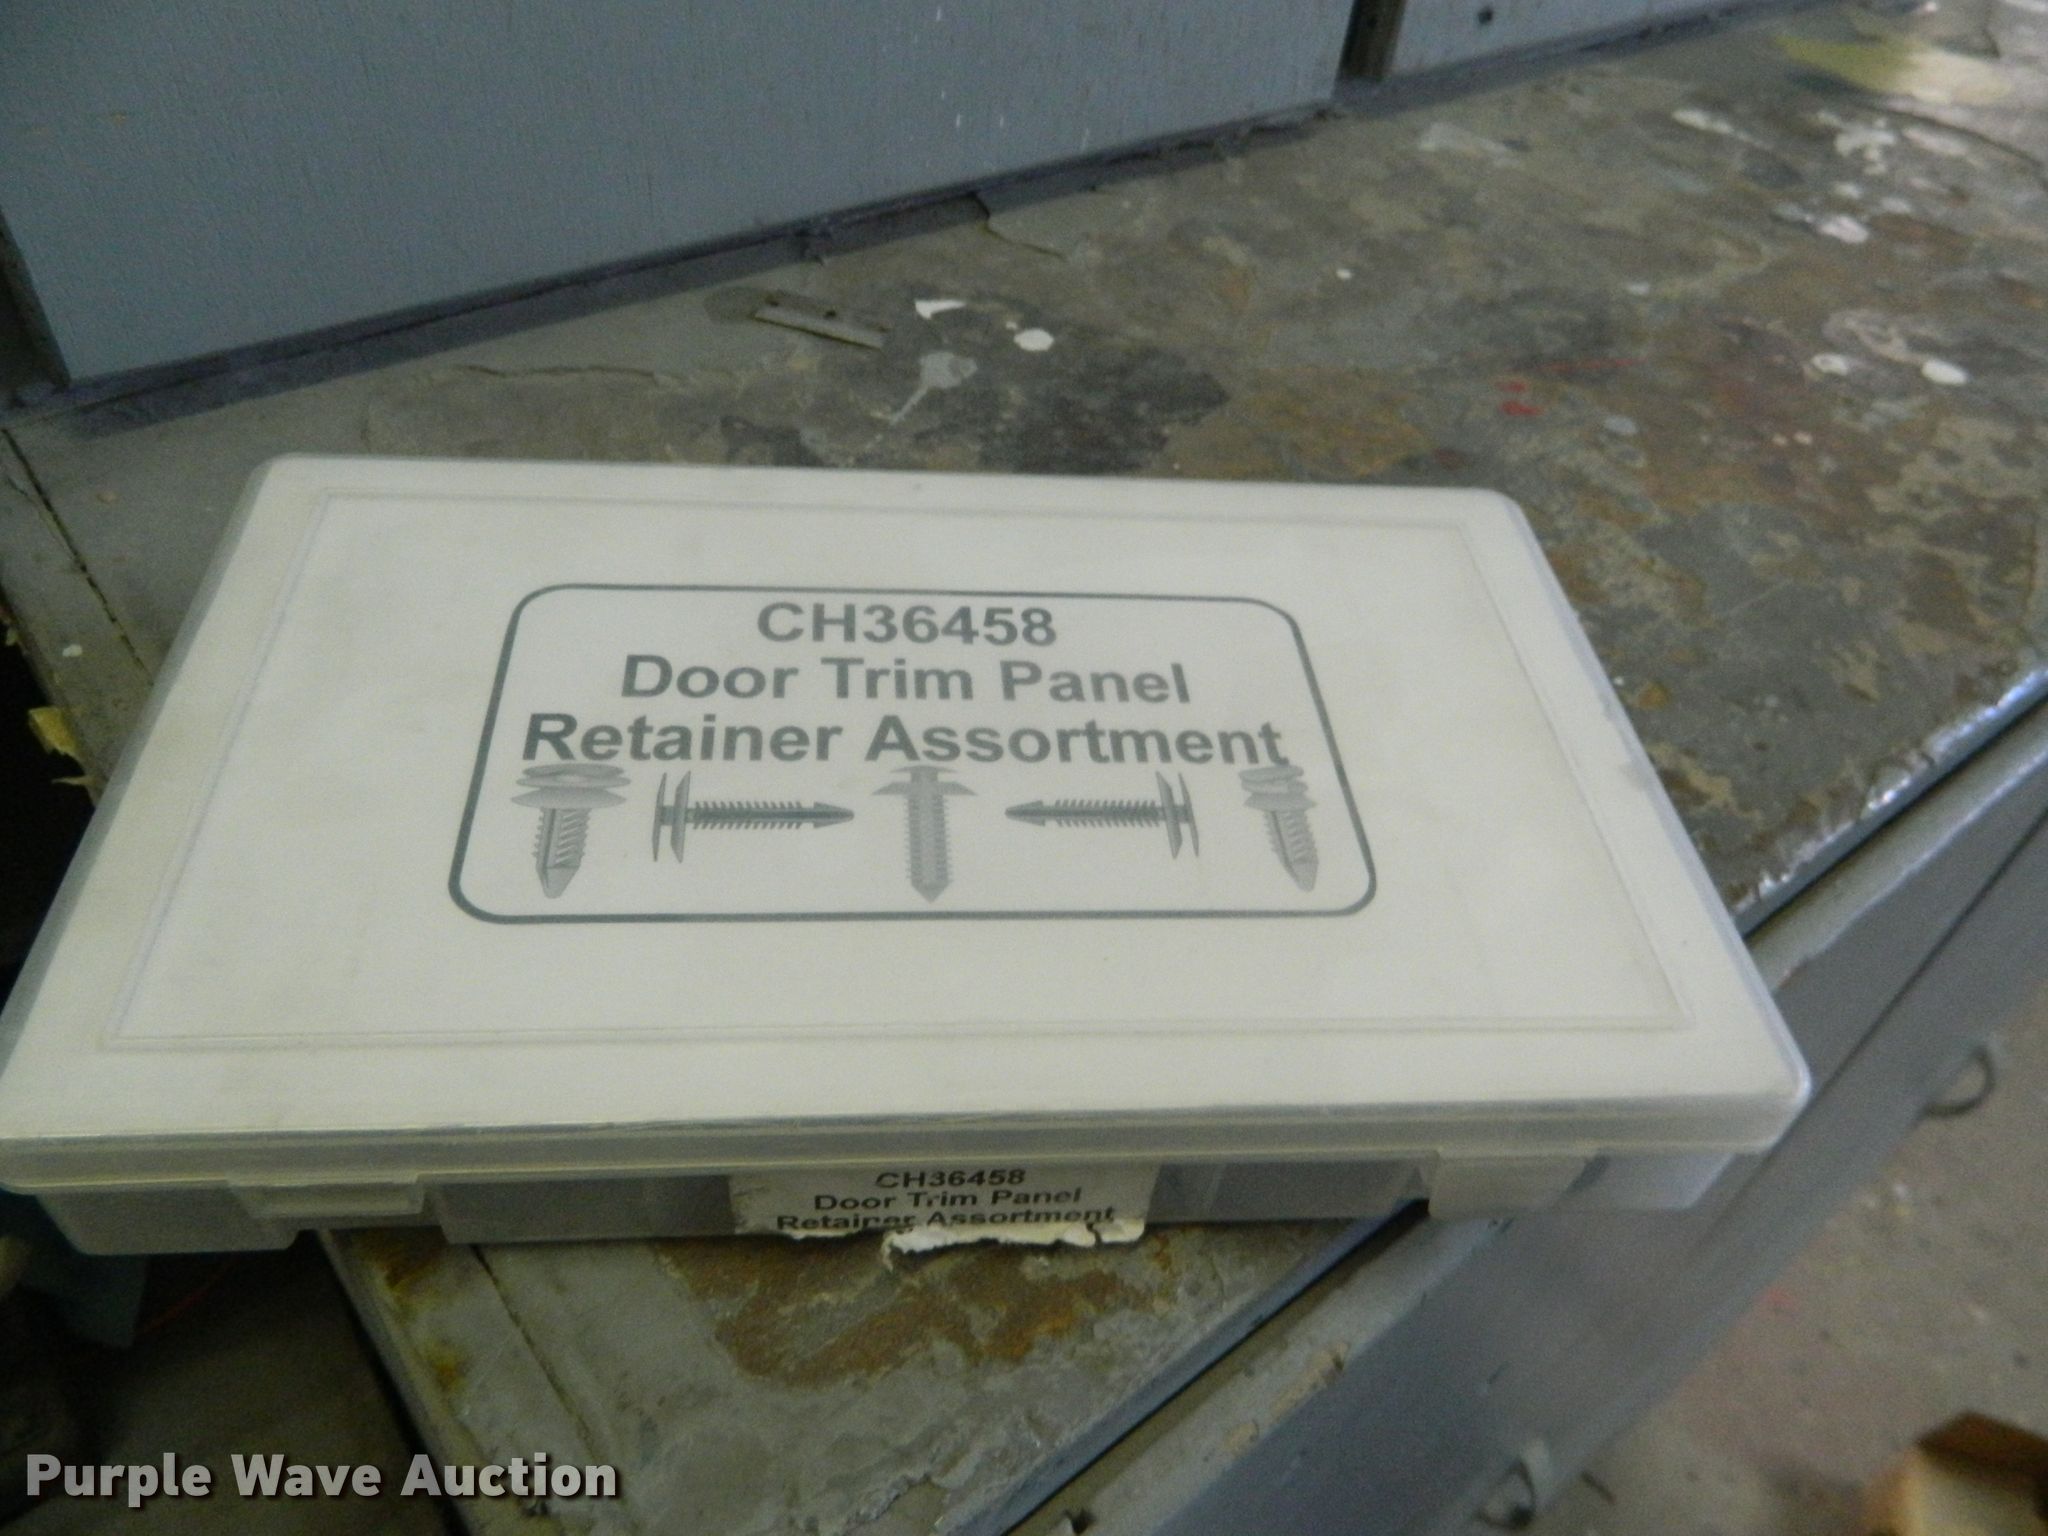 CH36458
Door Trim Panel
Retainer Assortment
CH36458
Door Trim Panel
Retainer Assortment
Purple Wave Auction